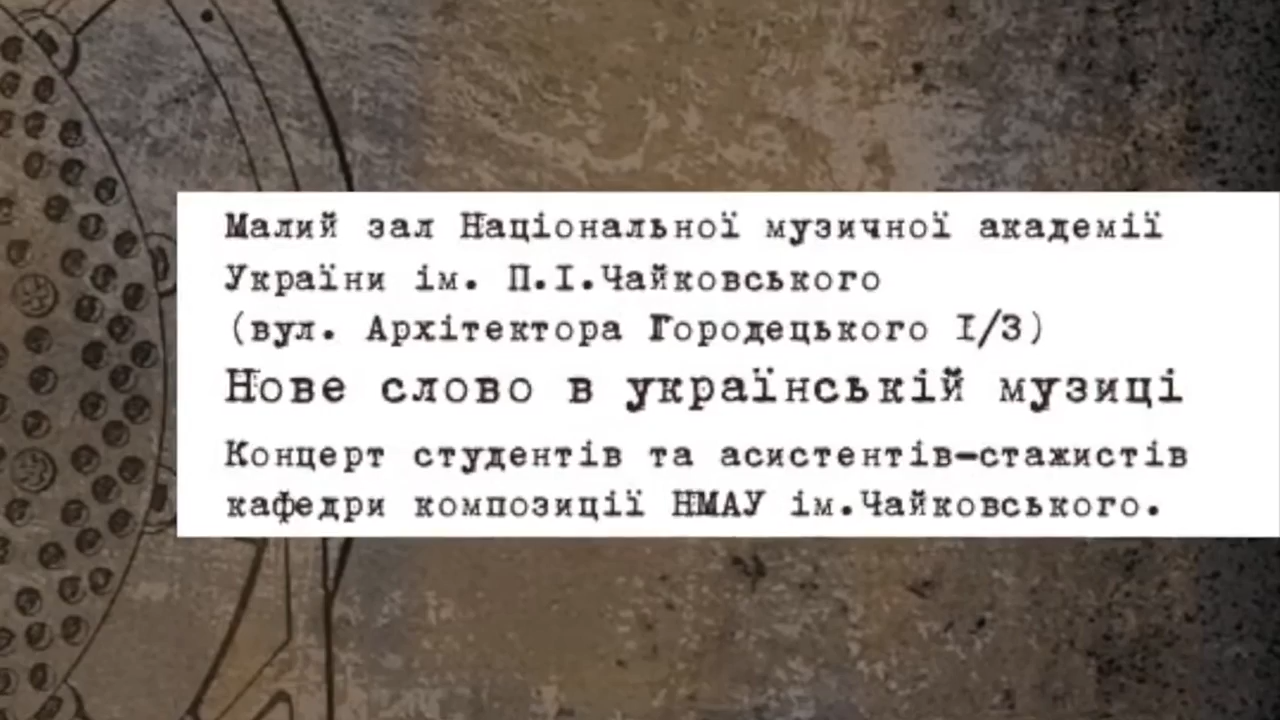 Малий зал Національної музичної академії
України ім. П.І.Чайковського
(вул. Архітектора Городецького І/3)
Нове слово в українській музиці
Концерт студентів та асистентів-стажистів
кафедри композиції НМАУ ім.Чайковського.